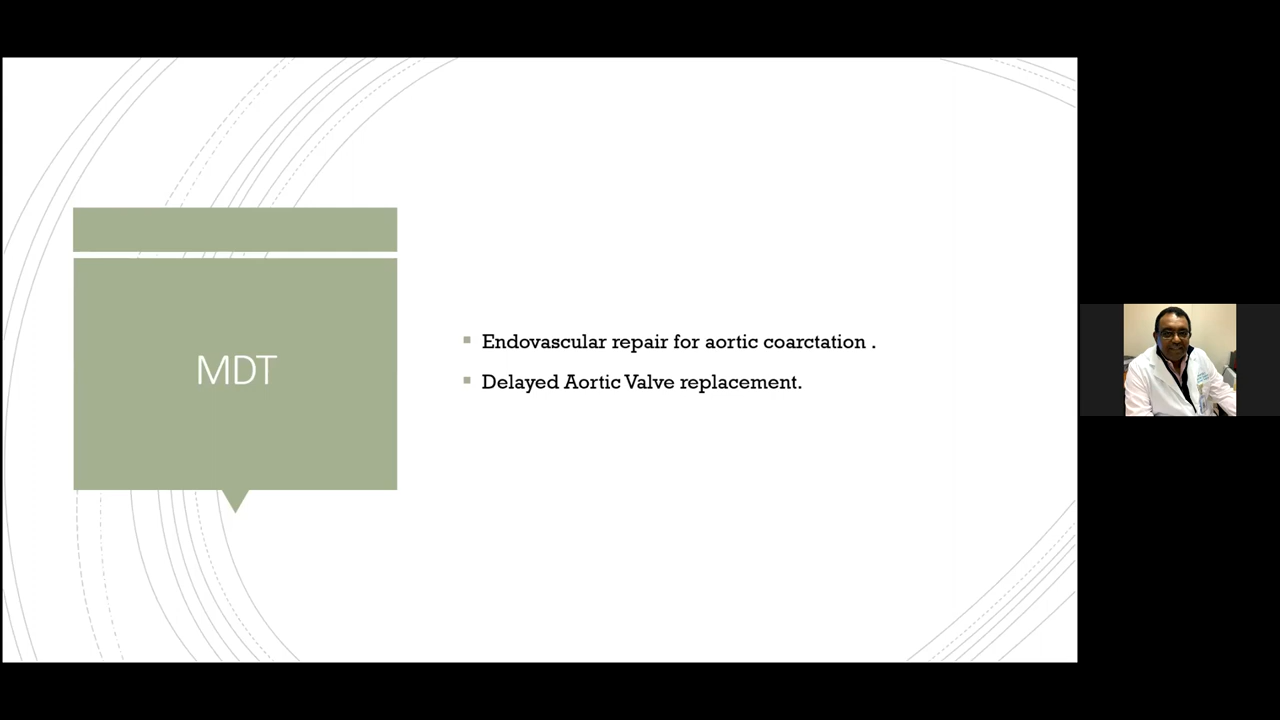 MDT
Endovascular repair for aortic coarctation .
Delayed Aortic Valve replacement.